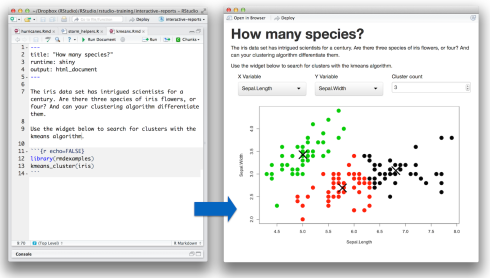 ~/Dropbox (RStudio)/RStudio/training/interactive-reports - RStudio
Deploy
interactive-reports
hurricanes.Rmd
storm_helpers.R
kmeans.Rmd
Run Document
Run
Chunks
1 ---
2 title: "How many species?"
3 runtime: shiny
4 output: html_document
5 ---
6
7 The iris data set has intrigued scientists for a
century. Are there three species of iris flowers,
or four? And can your clustering algorithm differentiate
them.
8
9 Use the widget below to search for clusters with the
kmeans algorithm.
10
11 ```{r echo=FALSE}
12 library(rmdexamples)
13 kmeans_cluster(iris)
14 ```
9:70
(Top Level)
R Markdown
Console
Open in Browser
Deploy
How many species?
The iris data set has intrigued scientists for a century. Are there three species of iris flowers, or four? And
can your clustering algorithm differentiate them.
Use the widget below to search for clusters with the kmeans algorithm.
X Variable
Y Variable
Cluster count
Sepal.Length
Sepal.Width
3
Sepal.Width
4.0
3.5
3.0
2.5
2.0
4.5 5.0 5.5 6.0 6.5 7.0 7.5 8.0
Sepal.Length